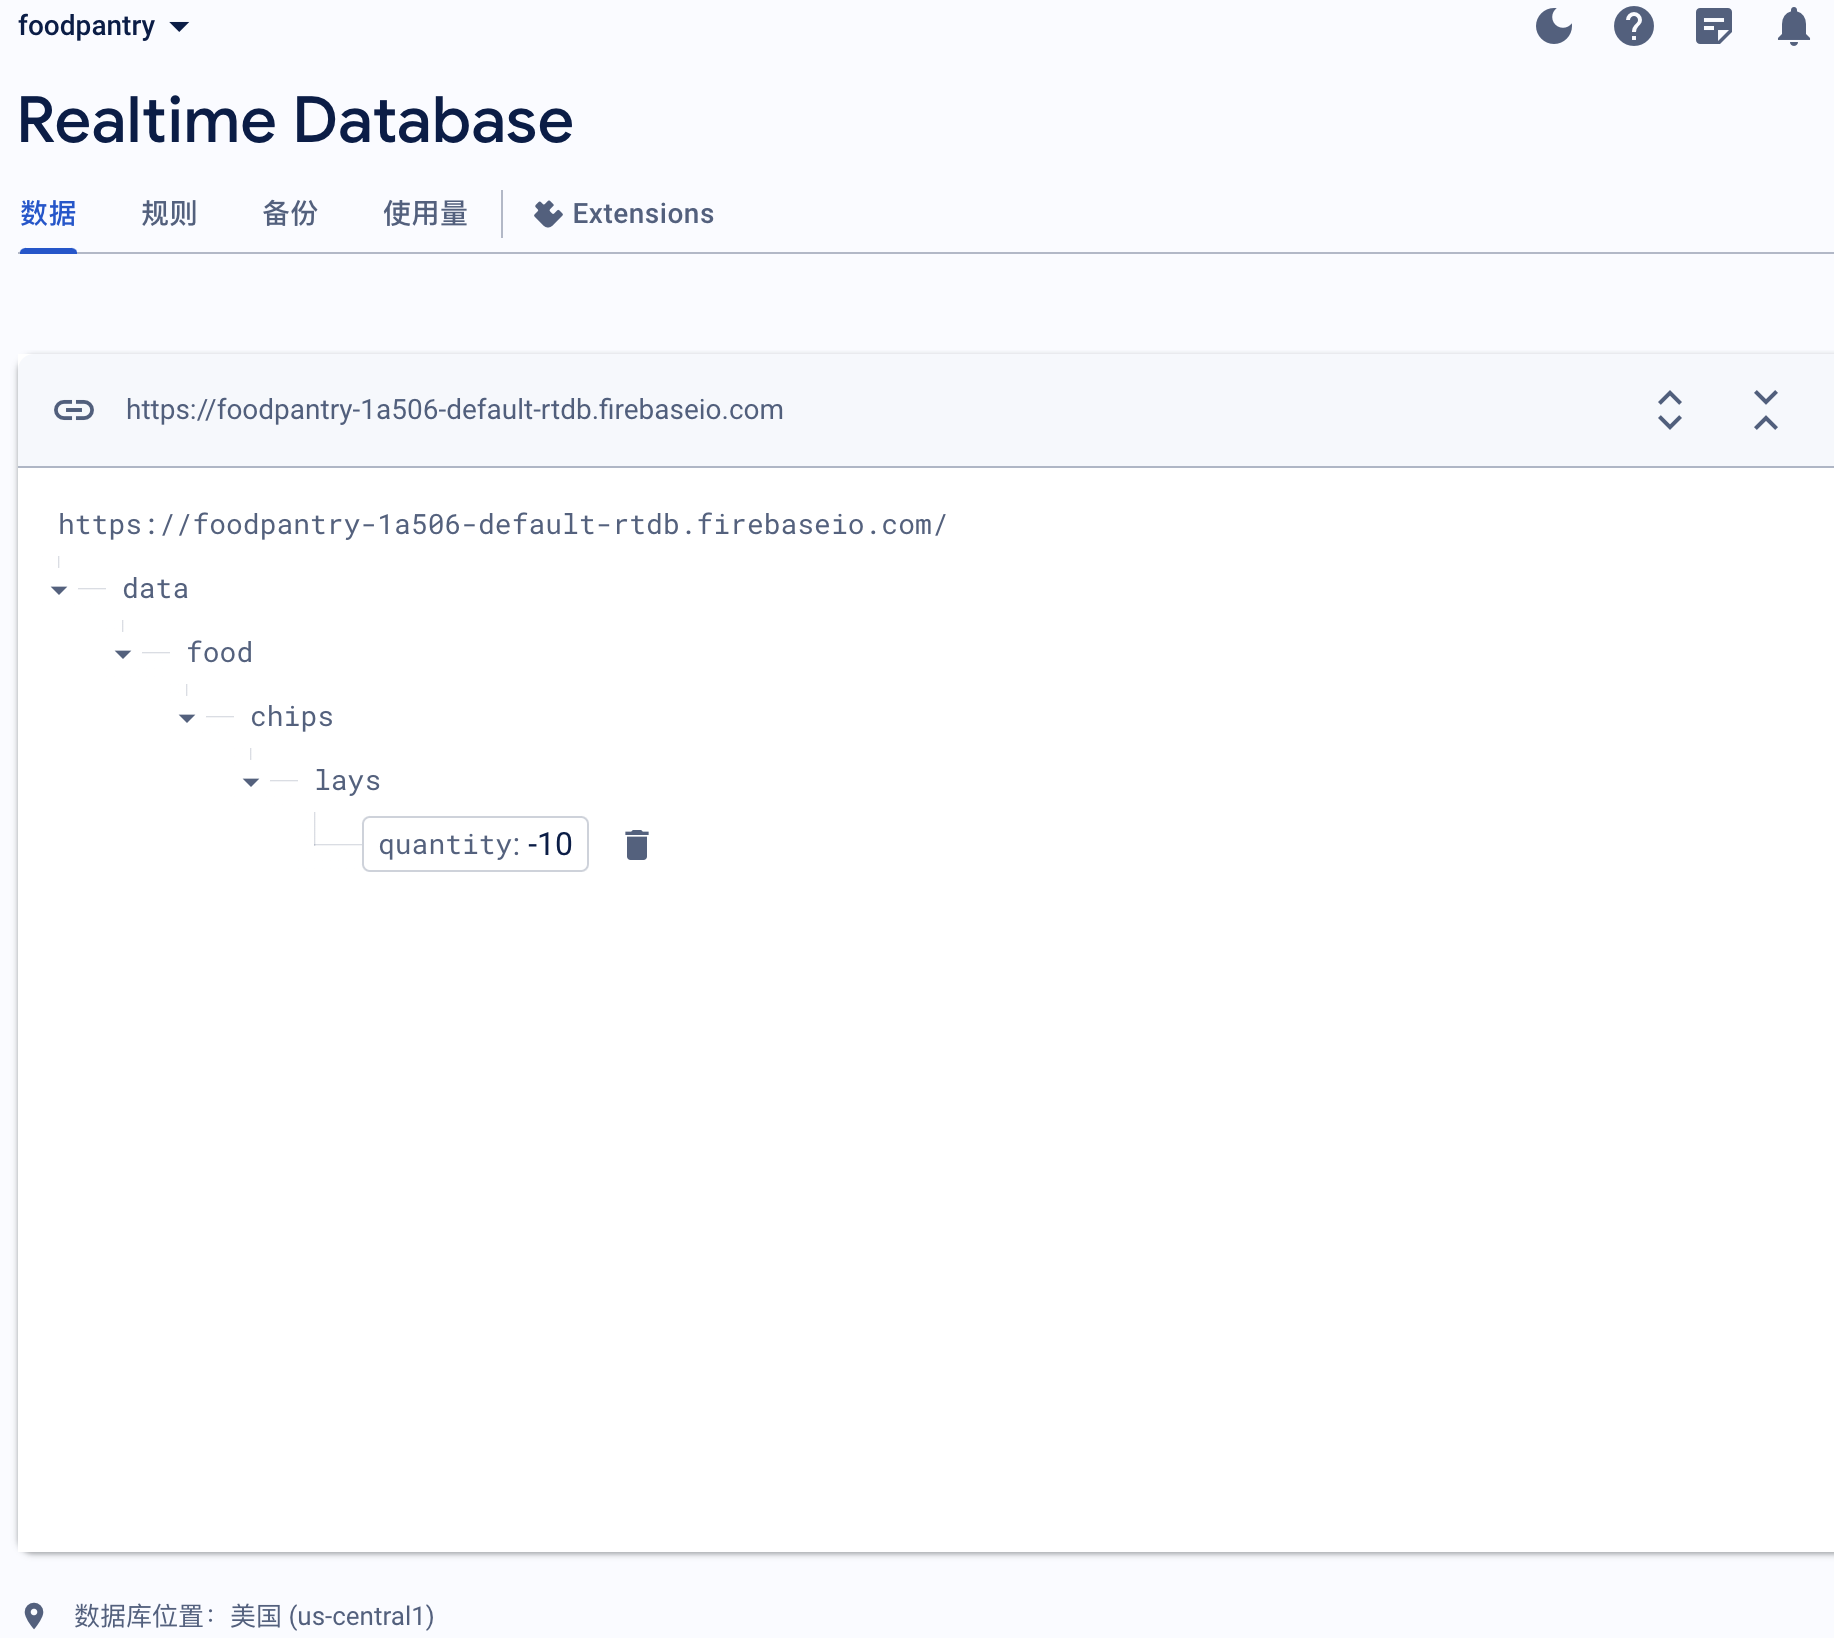 foodpantry
Realtime Database
数据 规则 备份 使用量 Extensions
https://foodpantry-1a506-default-rtdb.firebaseio.com
https://foodpantry-1a506-default-rtdb.firebaseio.com/
data
food
chips
lays
quantity: -10
数据库位置：美国 (us-central1)